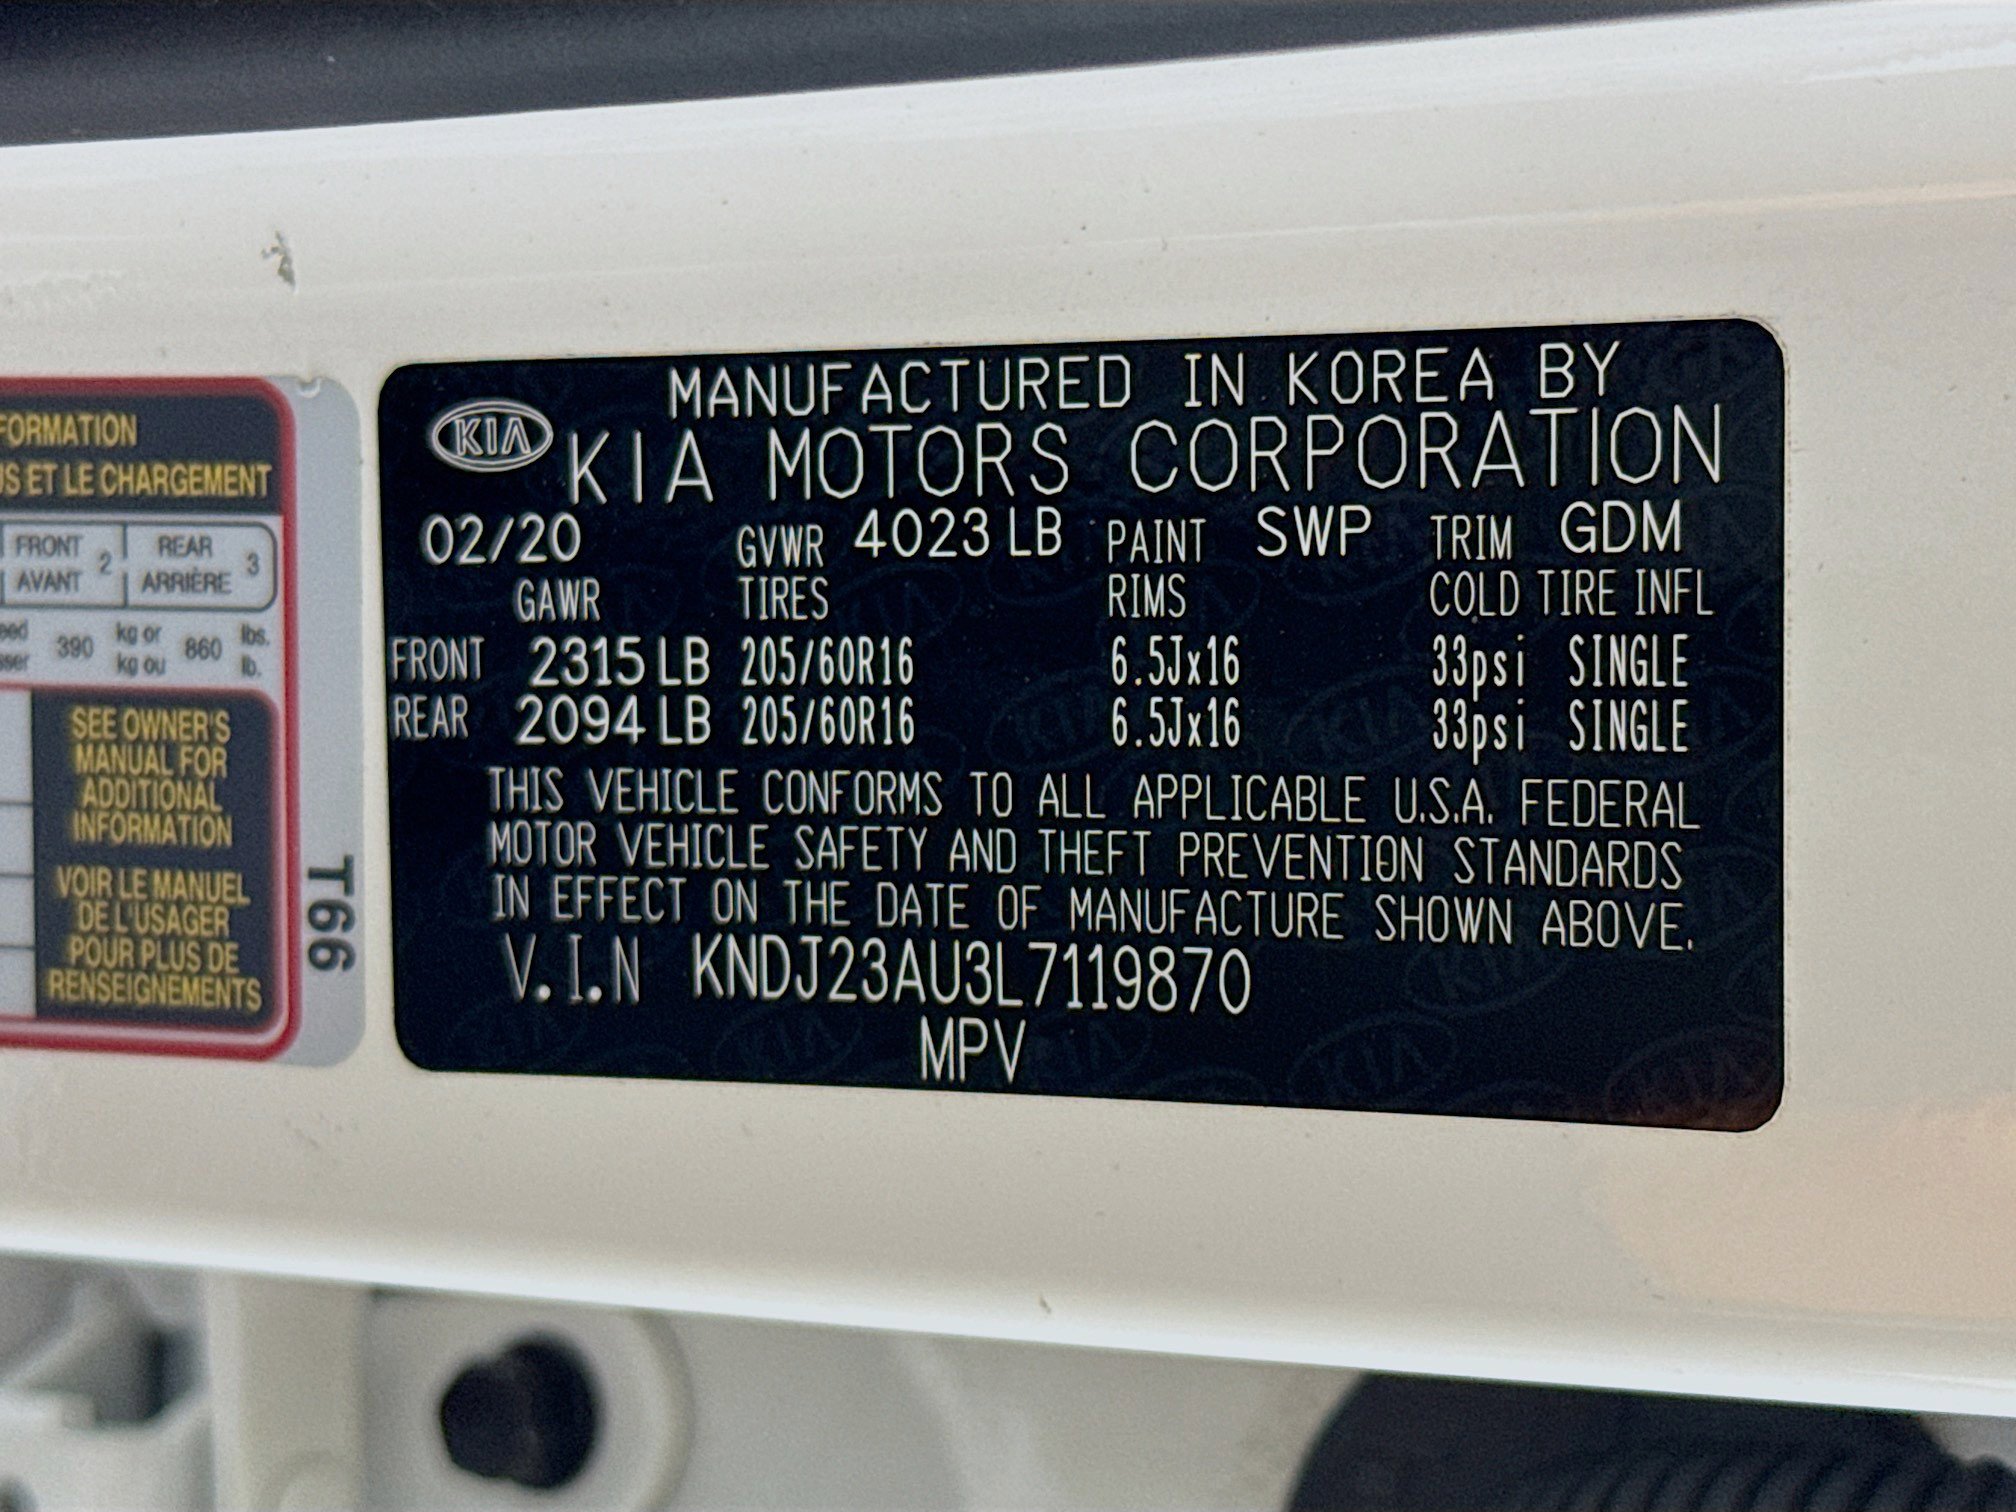 FORMATION
US ET LE CHARGEMENT
FRONT 2 REAR 3
AVANT ARRIÈRE
390 kg or 860 lbs.
kg ou lb.
SEE OWNER'S
MANUAL FOR
ADDITIONAL
INFORMATION
VOIR LE MANUEL
DE L'USAGER
POUR PLUS DE
RENSEIGNEMENTS
T66
MANUFACTURED IN KOREA BY
KIA KIA MOTORS CORPORATION
02/20 GVWR 4023 LB PAINT SWP TRIM GDM
GAWR TIRES RIMS COLD TIRE INFL
FRONT 2315 LB 205/60R16 6.5Jx16 33psi SINGLE
REAR 2094 LB 205/60R16 6.5Jx16 33psi SINGLE
THIS VEHICLE CONFORMS TO ALL APPLICABLE U.S.A. FEDERAL
MOTOR VEHICLE SAFETY AND THEFT PREVENTION STANDARDS
IN EFFECT ON THE DATE OF MANUFACTURE SHOWN ABOVE.
V.I.N KNDJ23AU3L7119870
MPV